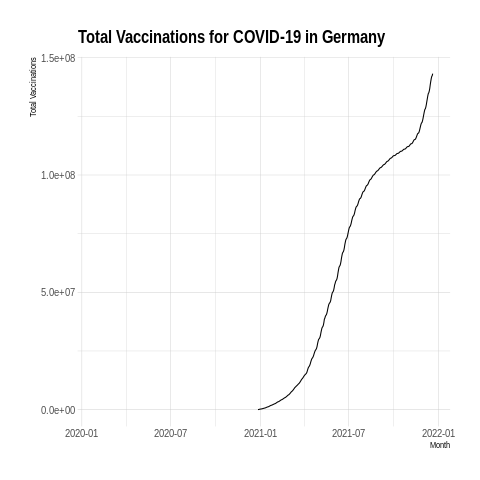 Total Vaccinations for COVID-19 in Germany
Total Vaccinations
1.5e+08
1.0e+08
5.0e+07
0.0e+00
2020-01 2020-07 2021-01 2021-07 2022-01
Month